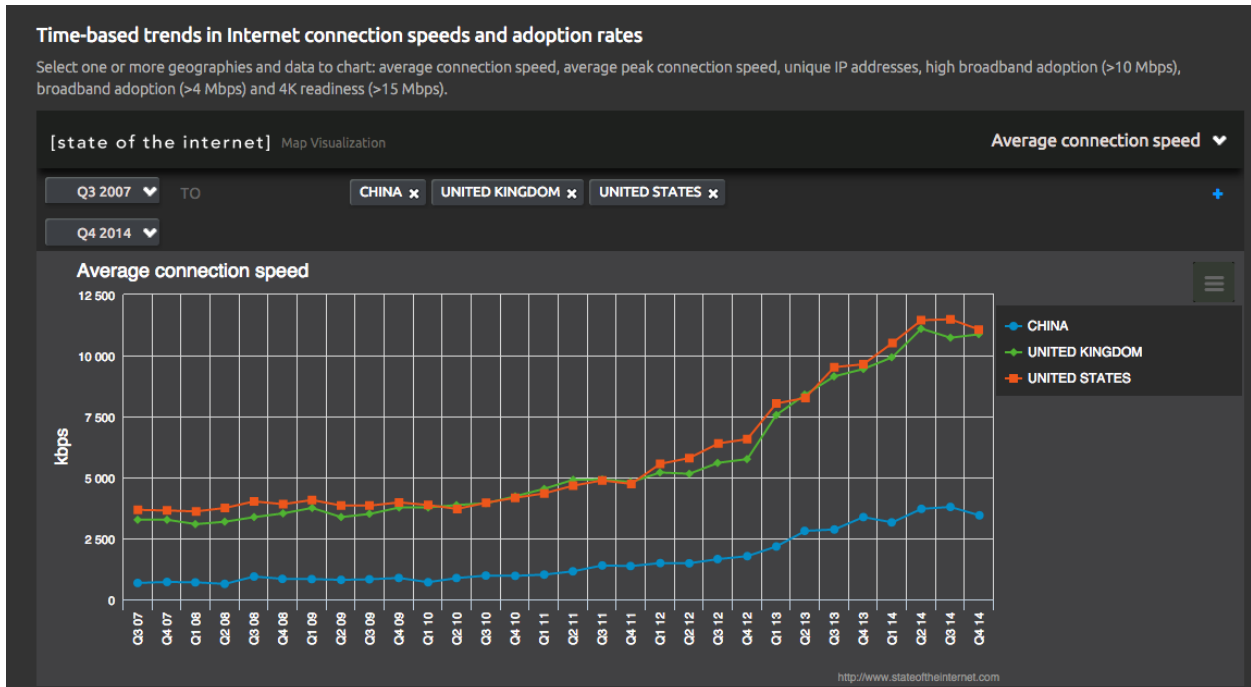 Time-based trends in Internet connection speeds and adoption rates
Select one or more geographies and data to chart: average connection speed, average peak connection speed, unique IP addresses, high broadband adoption (>10 Mbps),
broadband adoption (>4 Mbps) and 4K readiness (>15 Mbps).
[state of the internet] Map Visualization
Average connection speed
Q3 2007 TO
CHINA x UNITED KINGDOM x UNITED STATES x
+
Q4 2014
Average connection speed
12 500
10 000
7 500
5 000
2 500
0
kbps
CHINA
UNITED KINGDOM
UNITED STATES
Q3 07
Q4 07
Q1 08
Q2 08
Q3 08
Q4 08
Q1 09
Q2 09
Q3 09
Q4 09
Q1 10
Q2 10
Q3 10
Q4 10
Q1 11
Q2 11
Q3 11
Q4 11
Q1 12
Q2 12
Q3 12
Q4 12
Q1 13
Q2 13
Q3 13
Q4 13
Q1 14
Q2 14
Q3 14
Q4 14
http://www.stateoftheinternet.com